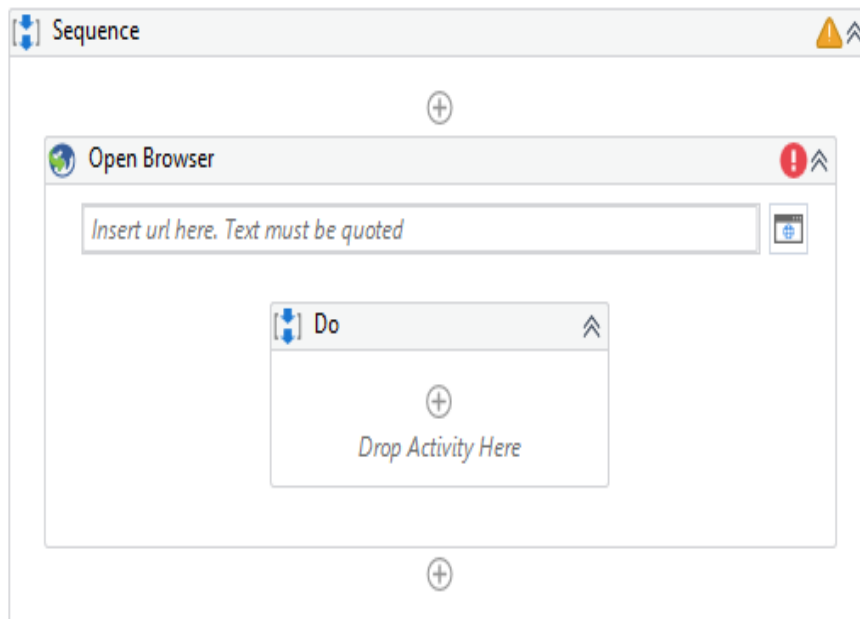 Sequence
Open Browser
Insert url here. Text must be quoted
Do
Drop Activity Here